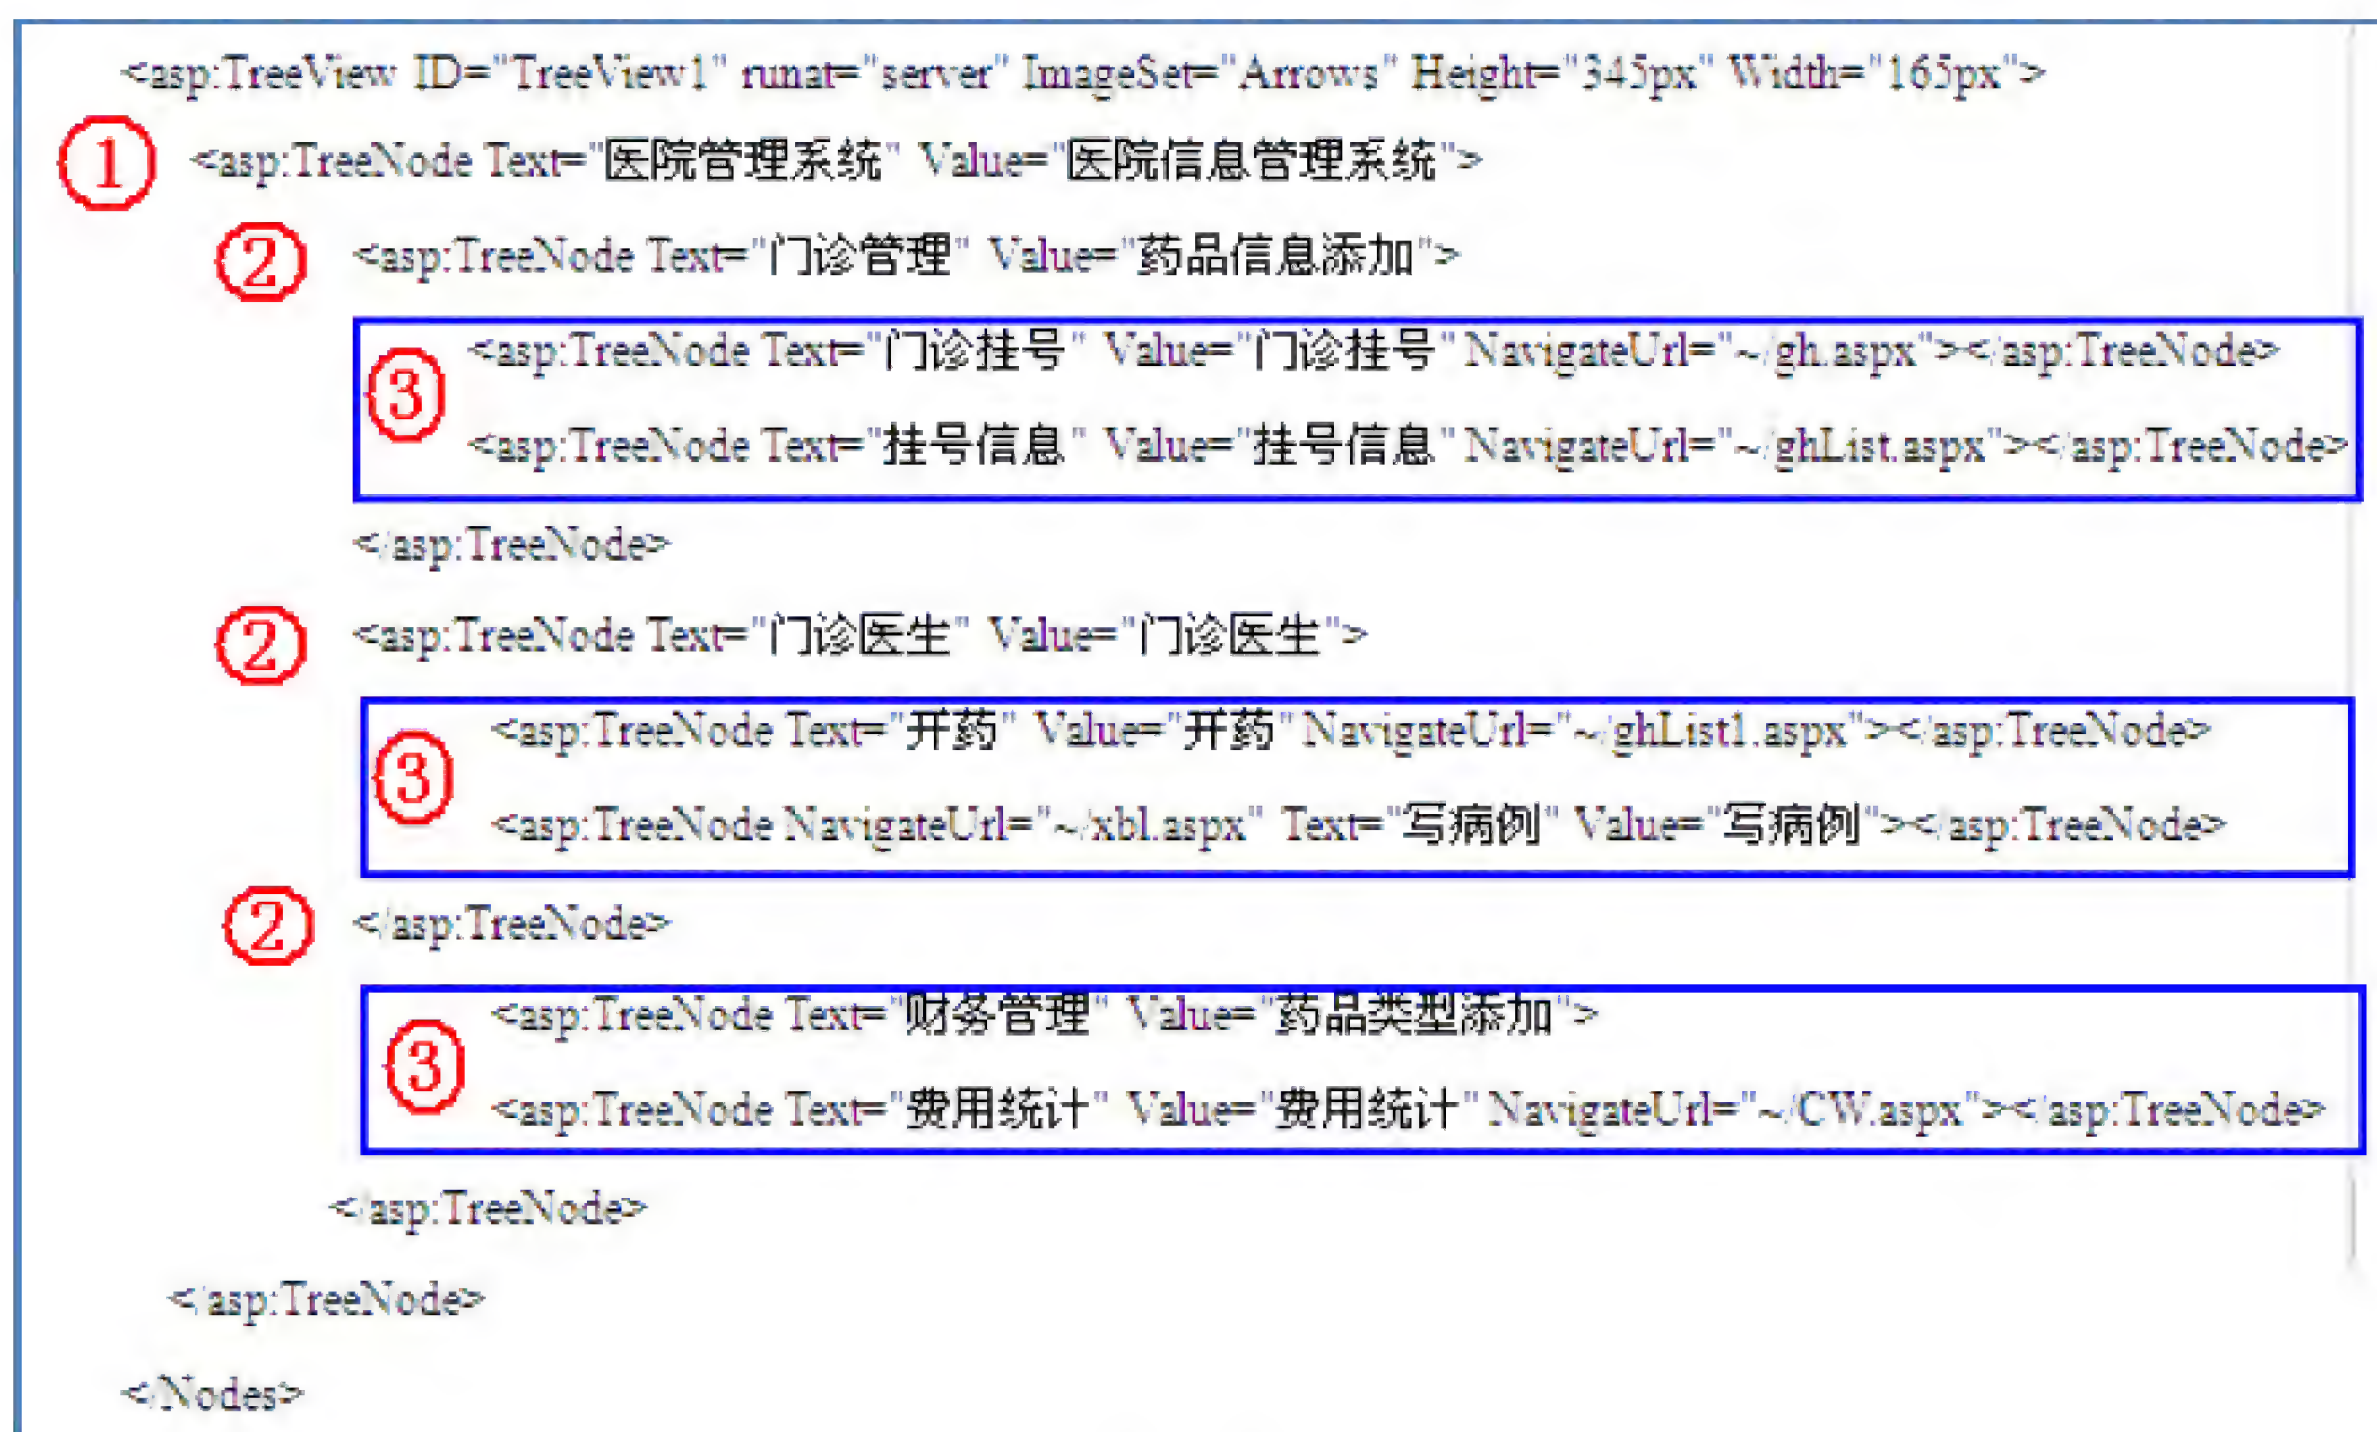 <asp:TreeView ID="TreeView1" runat="server" ImageSet="Arrows" Height="345px" Width="165px">
① <asp:TreeNode Text="医院管理系统" Value="医院信息管理系统">
② <asp:TreeNode Text="门诊管理" Value="药品信息添加">
<asp:TreeNode Text="门诊挂号" Value="门诊挂号" NavigateUrl="~/gh.aspx"></asp:TreeNode>
③
<asp:TreeNode Text="挂号信息" Value="挂号信息" NavigateUrl="~/ghList.aspx"></asp:TreeNode>
</asp:TreeNode>
② <asp:TreeNode Text="门诊医生" Value="门诊医生">
<asp:TreeNode Text="开药" Value="开药" NavigateUrl="~/ghList1.aspx"></asp:TreeNode>
③
<asp:TreeNode NavigateUrl="~/xbl.aspx" Text="写病例" Value="写病例"></asp:TreeNode>
② </asp:TreeNode>
<asp:TreeNode Text="财务管理" Value="药品类型添加">
③
<asp:TreeNode Text="费用统计" Value="费用统计" NavigateUrl="~/CW.aspx"></asp:TreeNode>
</asp:TreeNode>
</asp:TreeNode>
</Nodes>